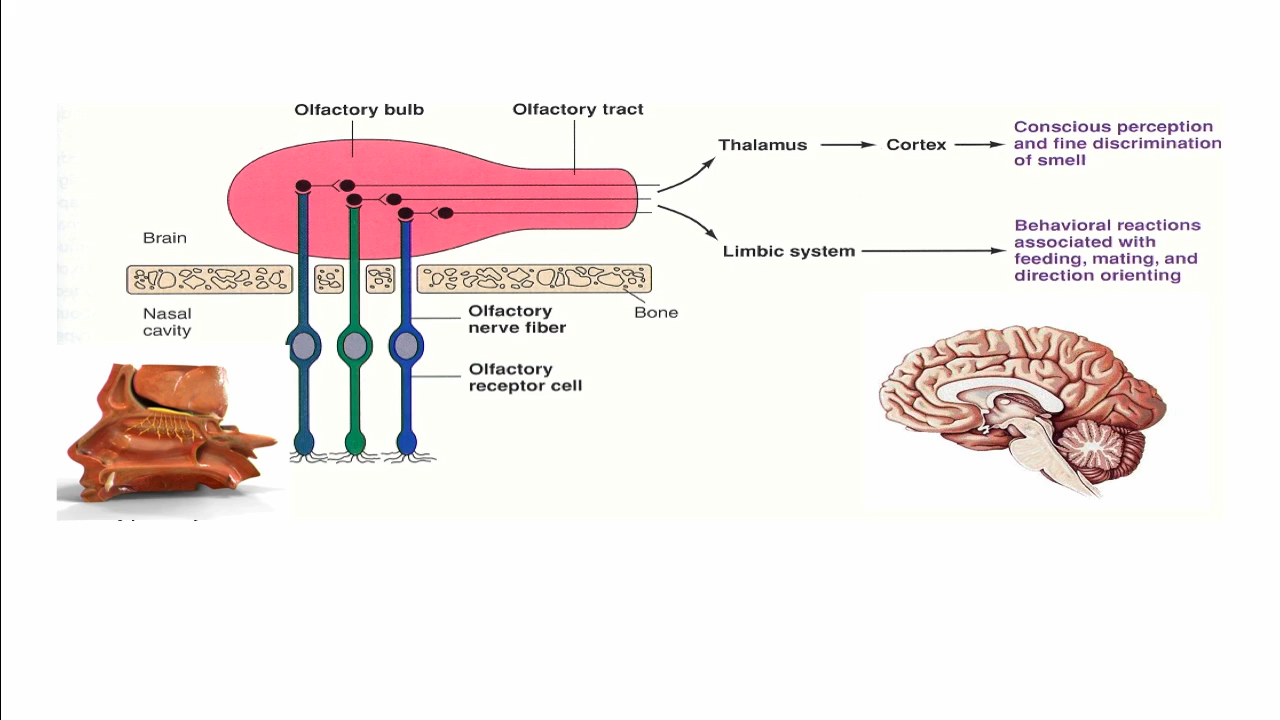 Olfactory bulb
Olfactory tract
Thalamus
Cortex
Conscious perception
and fine discrimination
of smell
Brain
Limbic system
Behavioral reactions
associated with
feeding, mating, and
direction orienting
Nasal
cavity
Olfactory
nerve fiber
Bone
Olfactory
receptor cell